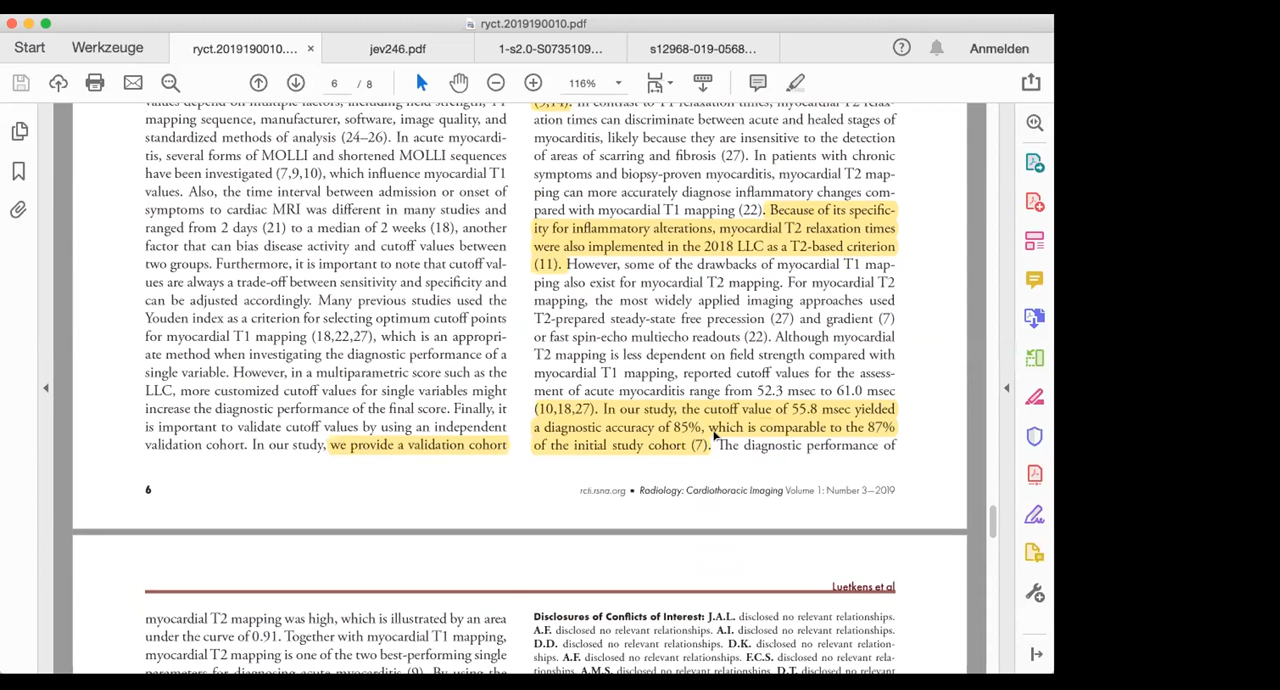 ryct.2019190010.pdf
Start
Werkzeuge
ryct.2019190010.... ×
jev246.pdf
1-s2.0-S0735109...
s12968-019-0568...
Anmelden
6 / 8
116%
mapping sequence, manufacturer, software, image quality, and
standardized methods of analysis (24–26). In acute myocardi-
tis, several forms of MOLLI and shortened MOLLI sequences
have been investigated (7,9,10), which influence myocardial T1
values. Also, the time interval between admission or onset of
symptoms to cardiac MRI was different in many studies and
ranged from 2 days (21) to a median of 2 weeks (18), another
factor that can bias disease activity and cutoff values between
two groups. Furthermore, it is important to note that cutoff val-
ues are always a trade-off between sensitivity and specificity and
can be adjusted accordingly. Many previous studies used the
Youden index as a criterion for selecting optimum cutoff points
for myocardial T1 mapping (18,22,27), which is an appropri-
ate method when investigating the diagnostic performance of a
single variable. However, in a multiparametric score such as the
LLC, more customized cutoff values for single variables might
increase the diagnostic performance of the final score. Finally, it
is important to validate cutoff values by using an independent
validation cohort. In our study, we provide a validation cohort
ation times can discriminate between acute and healed stages of
myocarditis, likely because they are insensitive to the detection
of areas of scarring and fibrosis (27). In patients with chronic
symptoms and biopsy-proven myocarditis, myocardial T2 map-
ping can more accurately diagnose inflammatory changes com-
pared with myocardial T1 mapping (22). Because of its specific-
ity for inflammatory alterations, myocardial T2 relaxation times
were also implemented in the 2018 LLC as a T2-based criterion
(11). However, some of the drawbacks of myocardial T1 map-
ping also exist for myocardial T2 mapping. For myocardial T2
mapping, the most widely applied imaging approaches used
T2-prepared steady-state free precession (27) and gradient (7)
or fast spin-echo multiecho readouts (22). Although myocardial
T2 mapping is less dependent on field strength compared with
myocardial T1 mapping, reported cutoff values for the assess-
ment of acute myocarditis range from 52.3 msec to 61.0 msec
(10,18,27). In our study, the cutoff value of 55.8 msec yielded
a diagnostic accuracy of 85%, which is comparable to the 87%
of the initial study cohort (7). The diagnostic performance of
6
rcti.rsna.org • Radiology: Cardiothoracic Imaging Volume 1: Number 3—2019
Luetkens et al
myocardial T2 mapping was high, which is illustrated by an area
under the curve of 0.91. Together with myocardial T1 mapping,
myocardial T2 mapping is one of the two best-performing single
parameters for diagnosing acute myocarditis (9). By using the
Disclosures of Conflicts of Interest: J.A.L. disclosed no relevant relationships.
A.F. disclosed no relevant relationships. A.I. disclosed no relevant relationships.
D.D. disclosed no relevant relationships. D.K. disclosed no relevant relation-
ships. A.F. disclosed no relevant relationships. F.C.S. disclosed no relevant rela-
tionships. A.M.S. disclosed no relevant relationships. D.T. disclosed no relevant